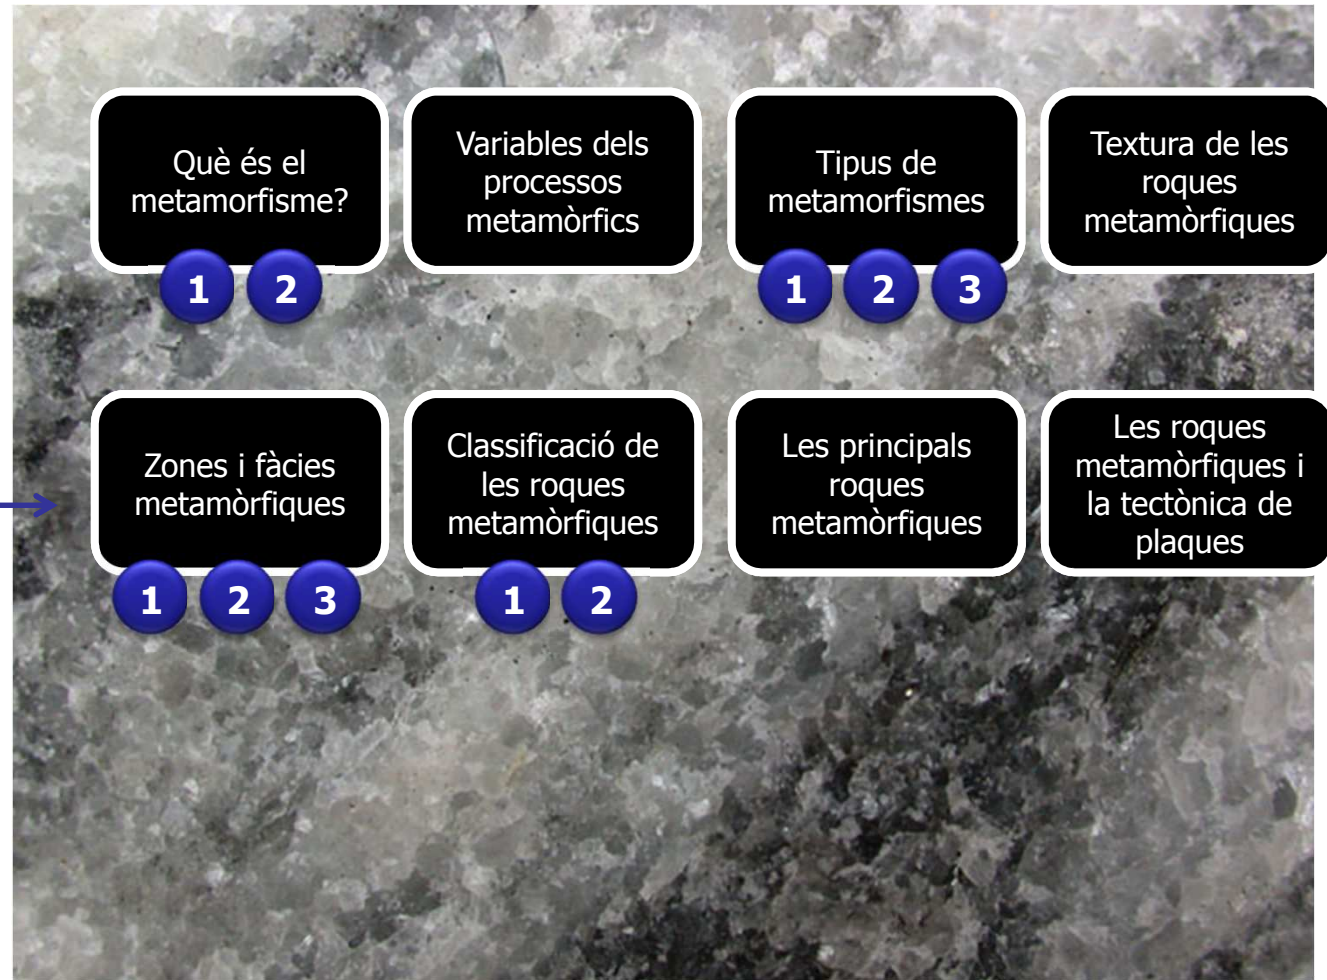 Què és el
metamorfisme?
1 2
Variables dels
processos
metamòrfics
Tipus de
metamorfismes
1 2 3
Textura de les
roques
metamòrfiques
Zones i fàcies
metamòrfiques
1 2 3
Classificació de
les roques
metamòrfiques
1 2
Les principals
roques
metamòrfiques
Les roques
metamòrfiques i
la tectònica de
plaques